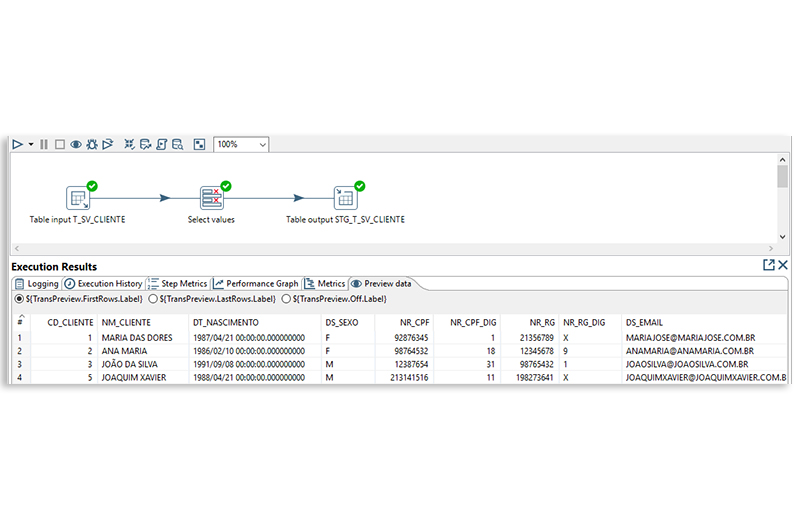 100%
Table input T_SV_CLIENTE Select values Table output STG_T_SV_CLIENTE
Execution Results
Logging Execution History Step Metrics Performance Graph Metrics Preview data
${TransPreview.FirstRows.Label} ${TransPreview.LastRows.Label} ${TransPreview.Off.Label}
# CD_CLIENTE NM_CLIENTE DT_NASCIMENTO DS_SEXO NR_CPF NR_CPF_DIG NR_RG NR_RG_DIG DS_EMAIL
1 1 MARIA DAS DORES 1987/04/21 00:00:00.000000000 F 92876345 1 21356789 X MARIAJOSE@MARIAJOSE.COM.BR
2 2 ANA MARIA 1986/02/10 00:00:00.000000000 F 98764532 18 12345678 9 ANAMARIA@ANAMARIA.COM.BR
3 3 JOÃO DA SILVA 1991/09/08 00:00:00.000000000 M 12387654 31 98765432 1 JOAOSILVA@JOAOSILVA.COM.BR
4 5 JOAQUIM XAVIER 1988/04/21 00:00:00.000000000 M 213141516 11 198273641 X JOAQUIMXAVIER@JOAQUIMXAVIER.COM.B